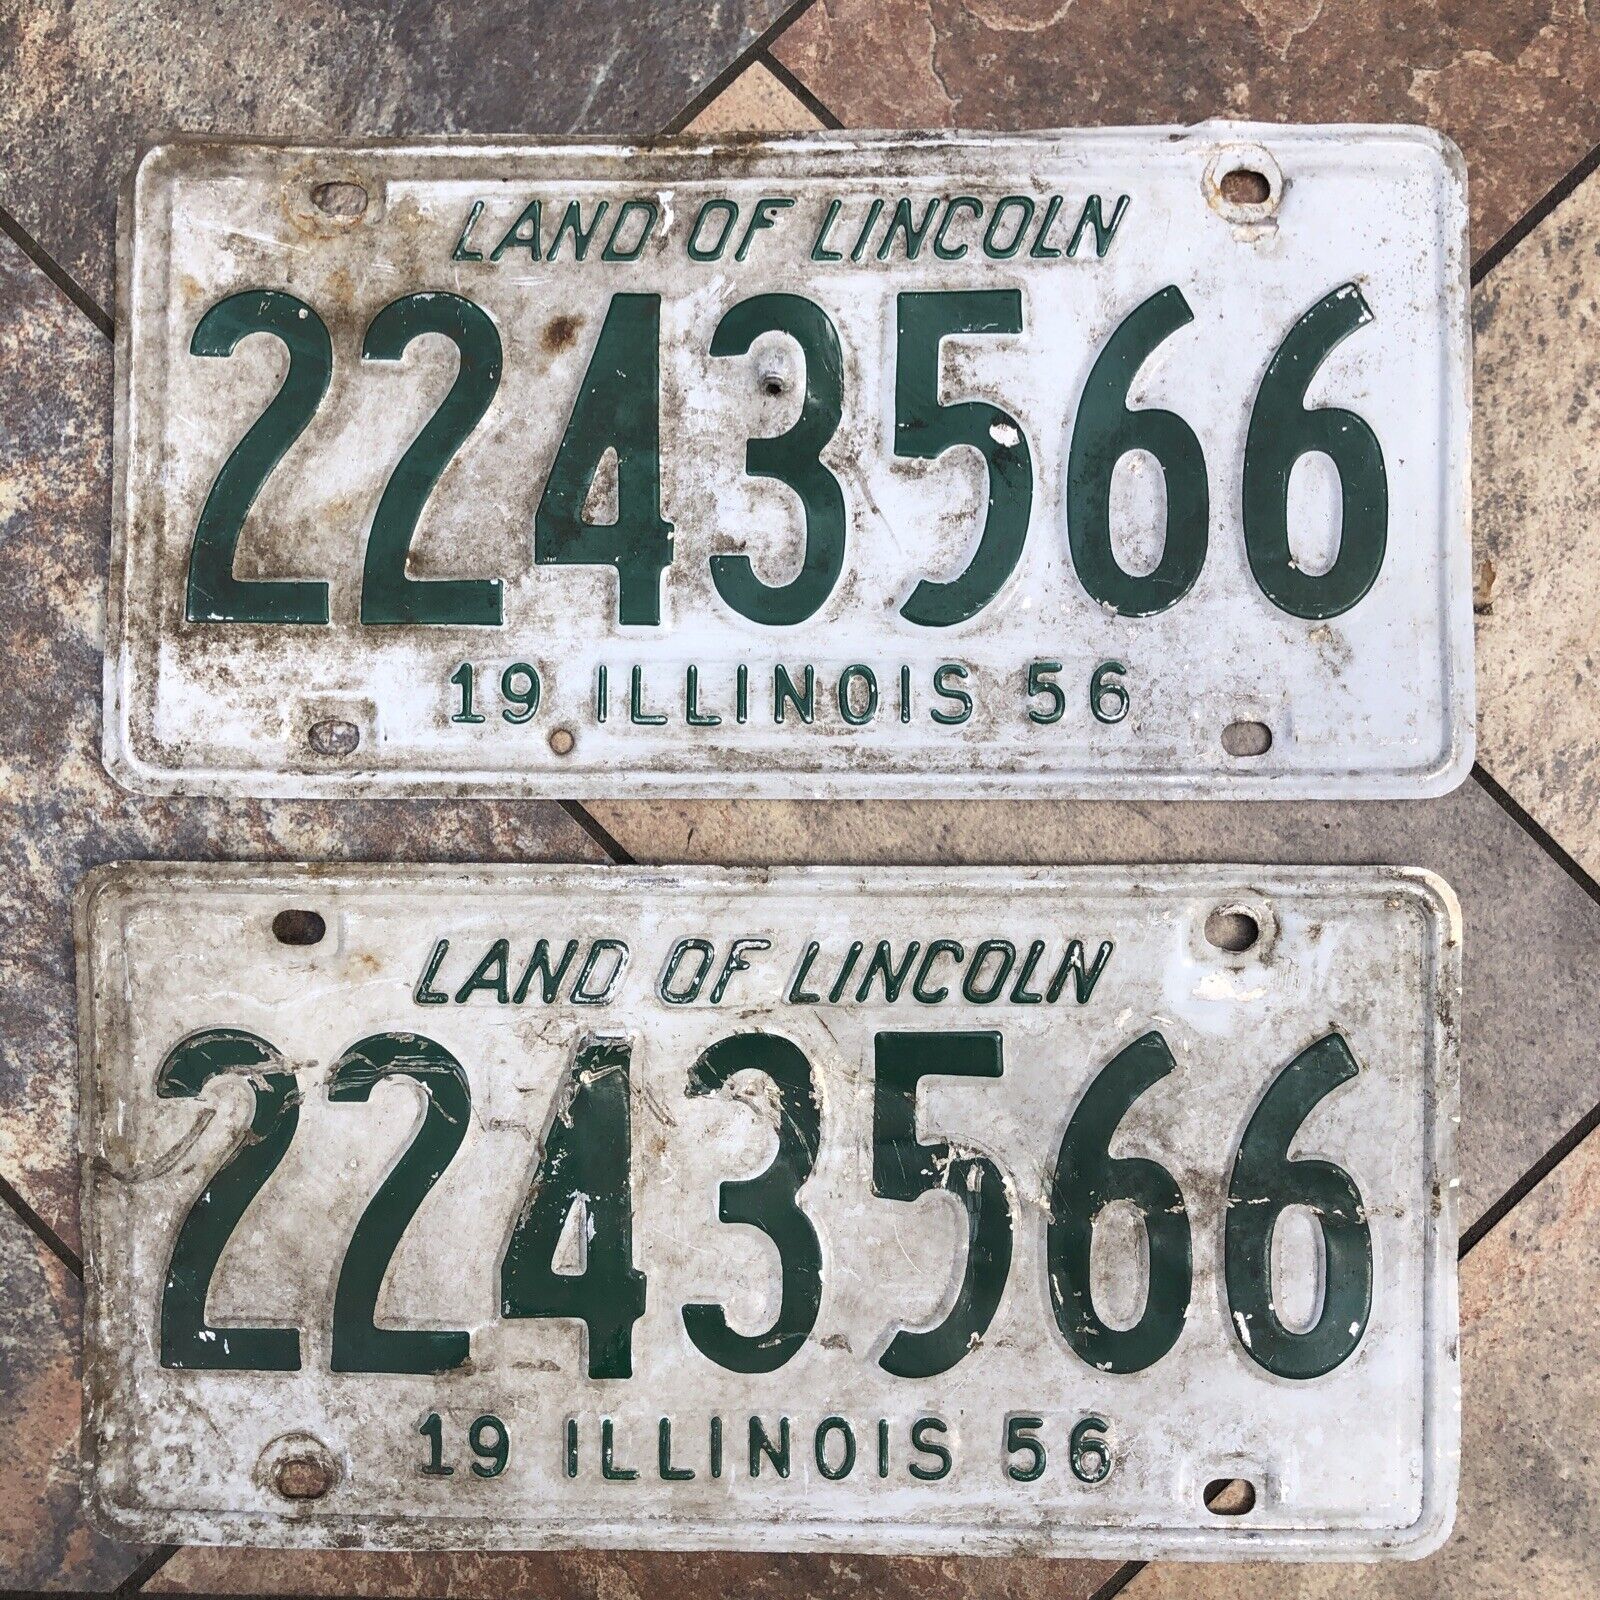 LAND OF LINCOLN
2243566
19 ILLINOIS 56
LAND OF LINCOLN
2243566
19 ILLINOIS 56